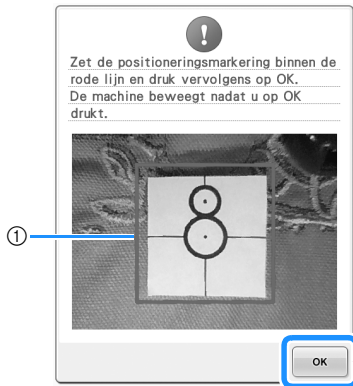 !
Zet de positioneringsmarkering binnen de
rode lijn en druk vervolgens op OK.
De machine beweegt nadat u op OK
drukt.
①
OK